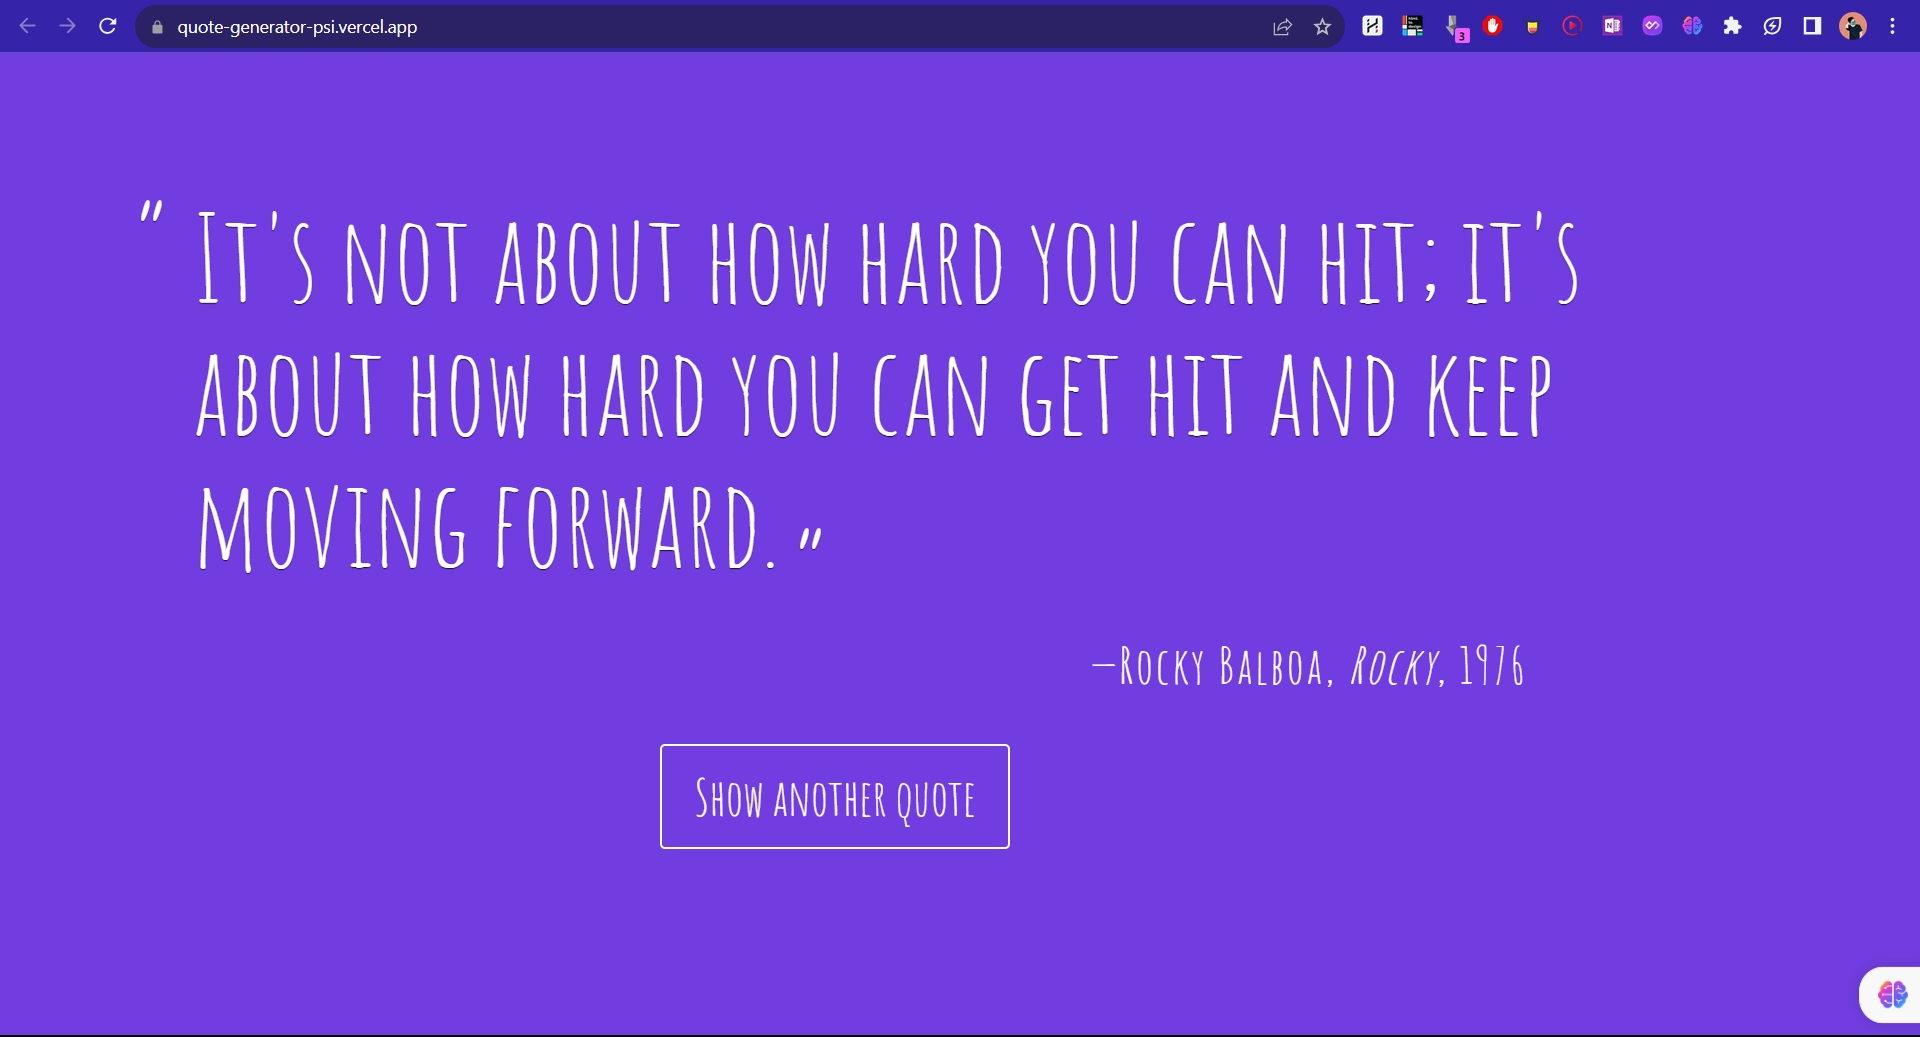 quote-generator-psi.vercel.app
3
" It's not about how hard you can hit; it's
about how hard you can get hit and keep
moving forward. "
—Rocky Balboa, Rocky, 1976
Show another quote